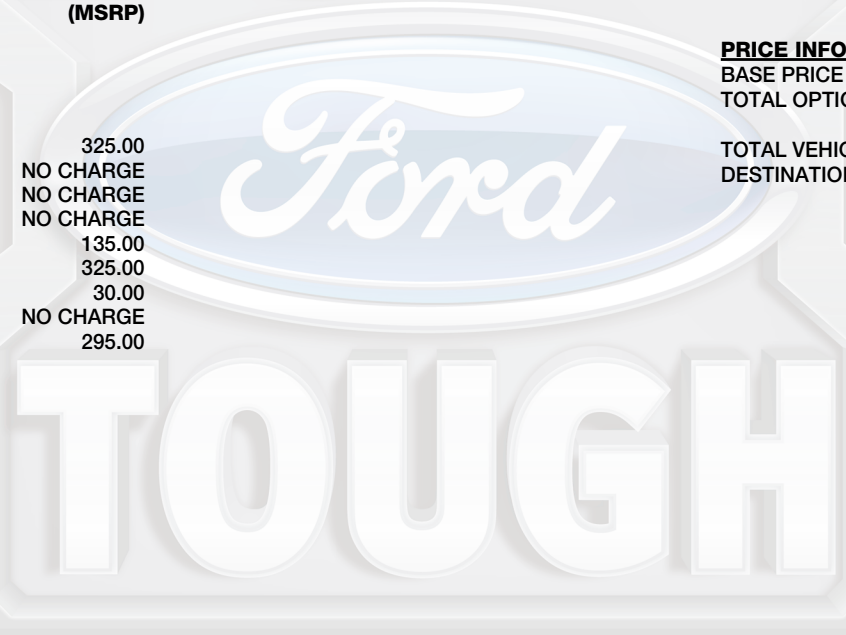 (MSRP)
325.00
NO CHARGE
NO CHARGE
NO CHARGE
135.00
325.00
30.00
NO CHARGE
295.00
PRICE INFO
BASE PRICE
TOTAL OPTIO
TOTAL VEHIC
DESTINATION
Ford
TOUGH